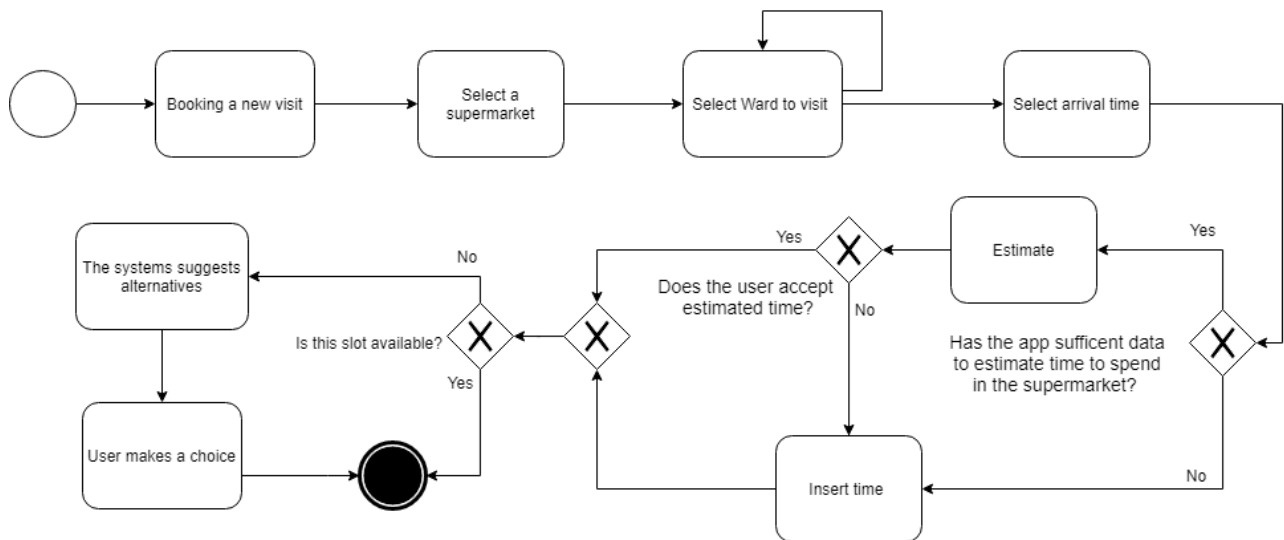 Booking a new visit
Select a
supermarket
Select Ward to visit
Select arrival time
Yes
Estimate
Has the app sufficent data
to estimate time to spend
in the supermarket?
No
Yes
Does the user accept
estimated time?
No
Insert time
Is this slot available?
No
Yes
The systems suggests
alternatives
User makes a choice